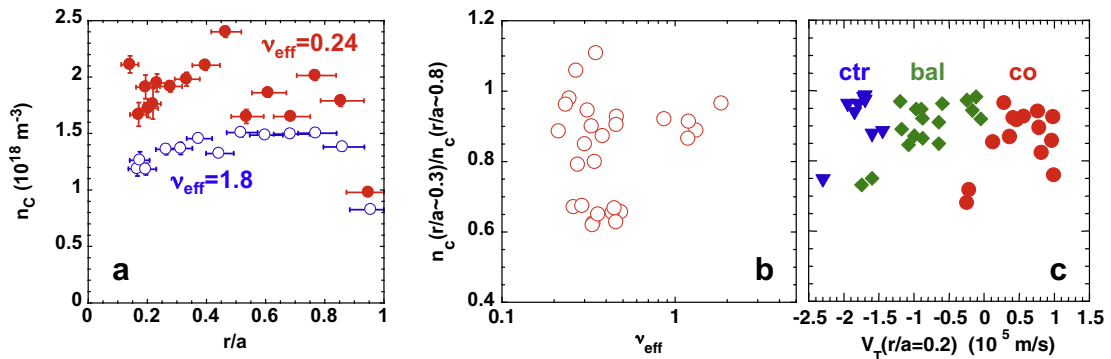 n_C (10^18 m^-3)
2.5
2
1.5
1
0.5
0
ν_eff=0.24
ν_eff=1.8
a
0 0.2 0.4 0.6 0.8 1
r/a
n_c(r/a~0.3)/n_c(r/a~0.8)
1.2
1
0.8
0.6
0.4
b
0.1 1
ν_eff
ctr bal co
c
-2.5 -2 -1.5 -1 -0.5 0 0.5 1 1.5
V_T(r/a=0.2) (10^5 m/s)